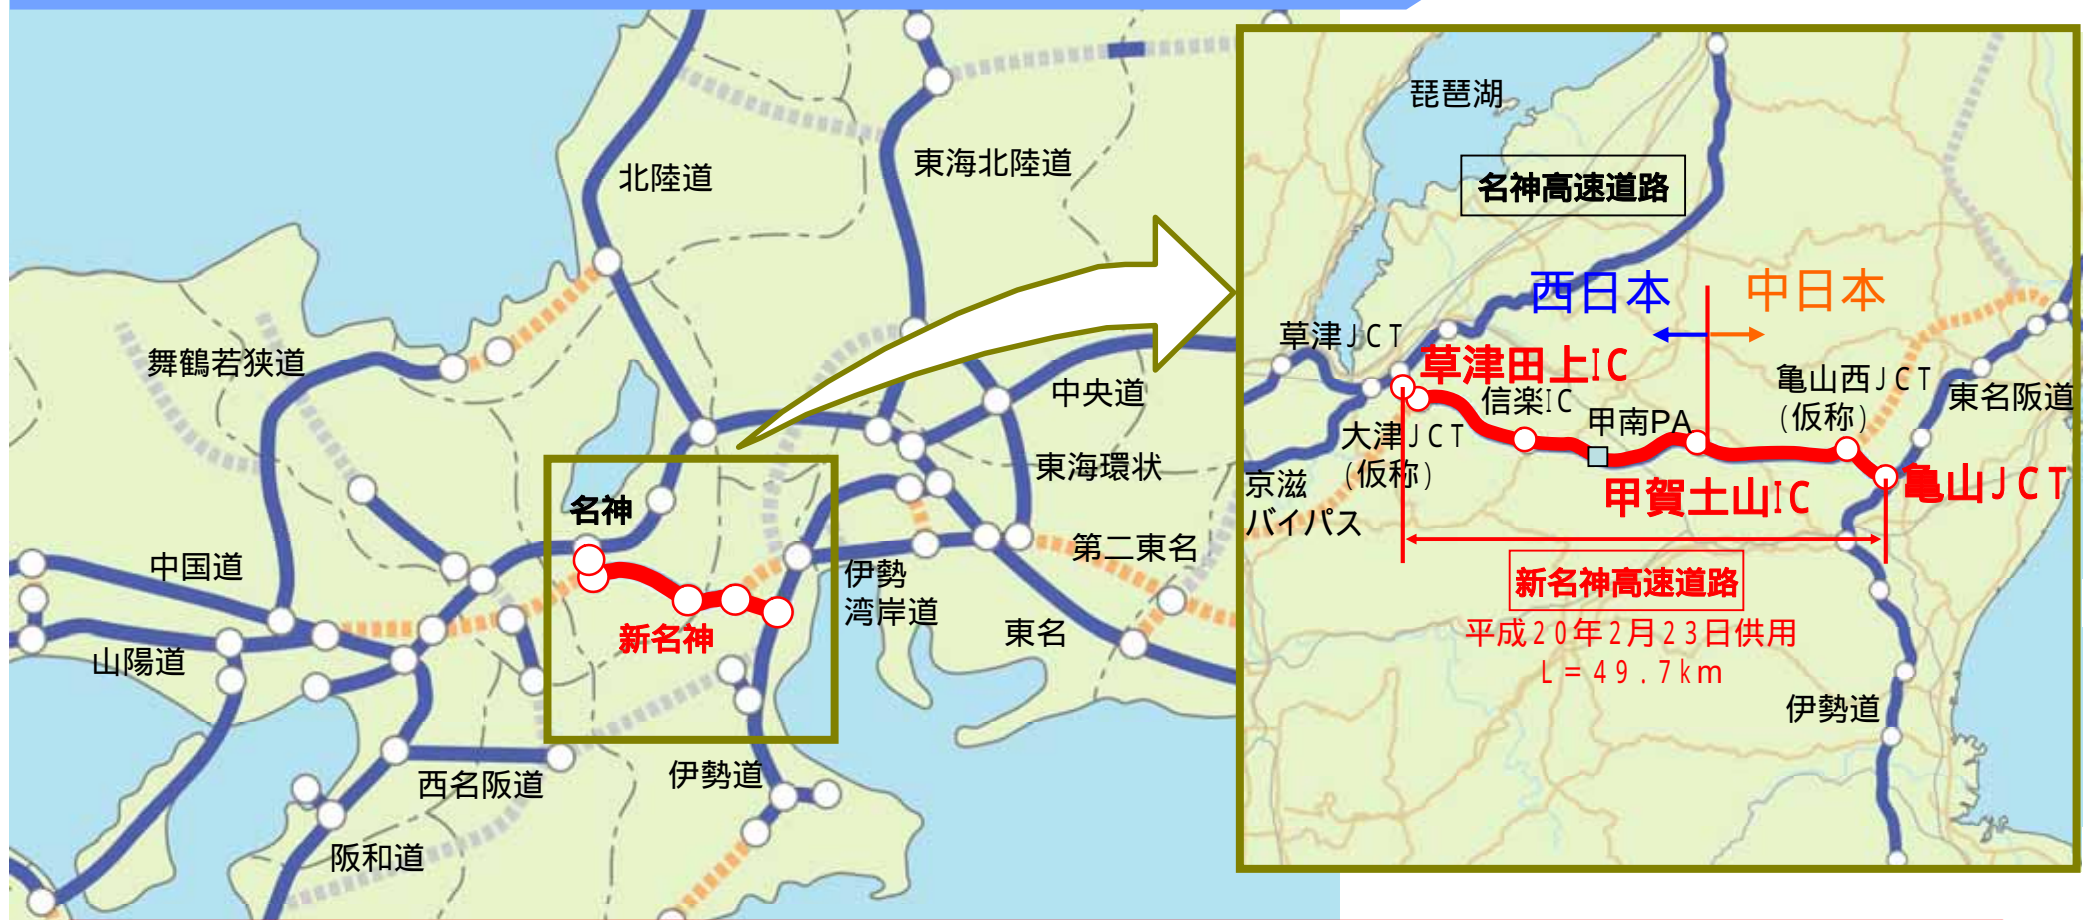 北陸道
東海北陸道
舞鶴若狭道
中央道
東海環状
名神
中国道
第二東名
伊勢
湾岸道
新名神
東名
山陽道
西名阪道
伊勢道
阪和道
琵琶湖
名神高速道路
西日本
中日本
草津JCT
草津田上IC
信楽IC
亀山西JCT
(仮称)
東名阪道
甲南PA
大津JCT
(仮称)
京滋
バイパス
甲賀土山IC
亀山JCT
新名神高速道路
平成20年2月23日供用
L=49.7km
伊勢道